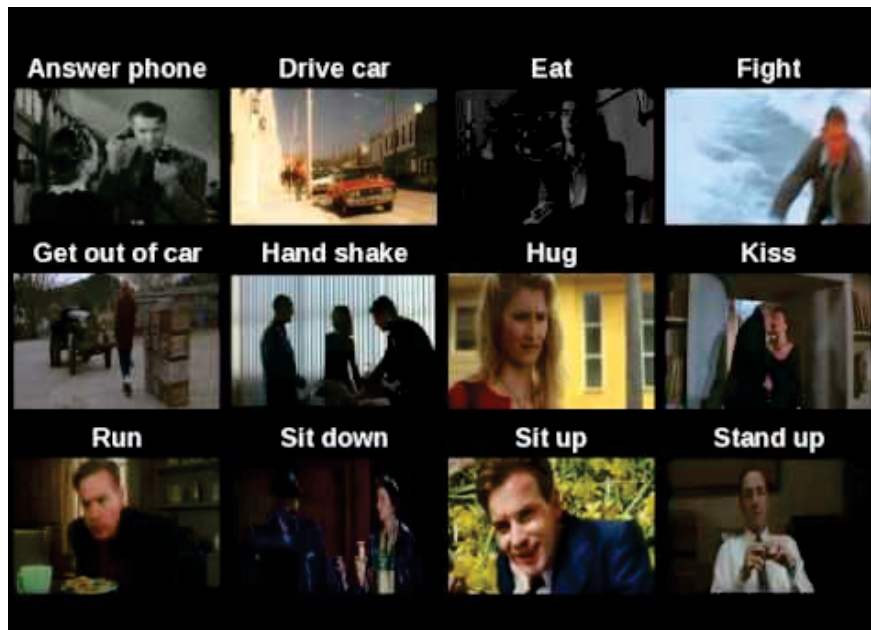 Answer phone
Drive car
Eat
Fight
Get out of car
Hand shake
Hug
Kiss
Run
Sit down
Sit up
Stand up